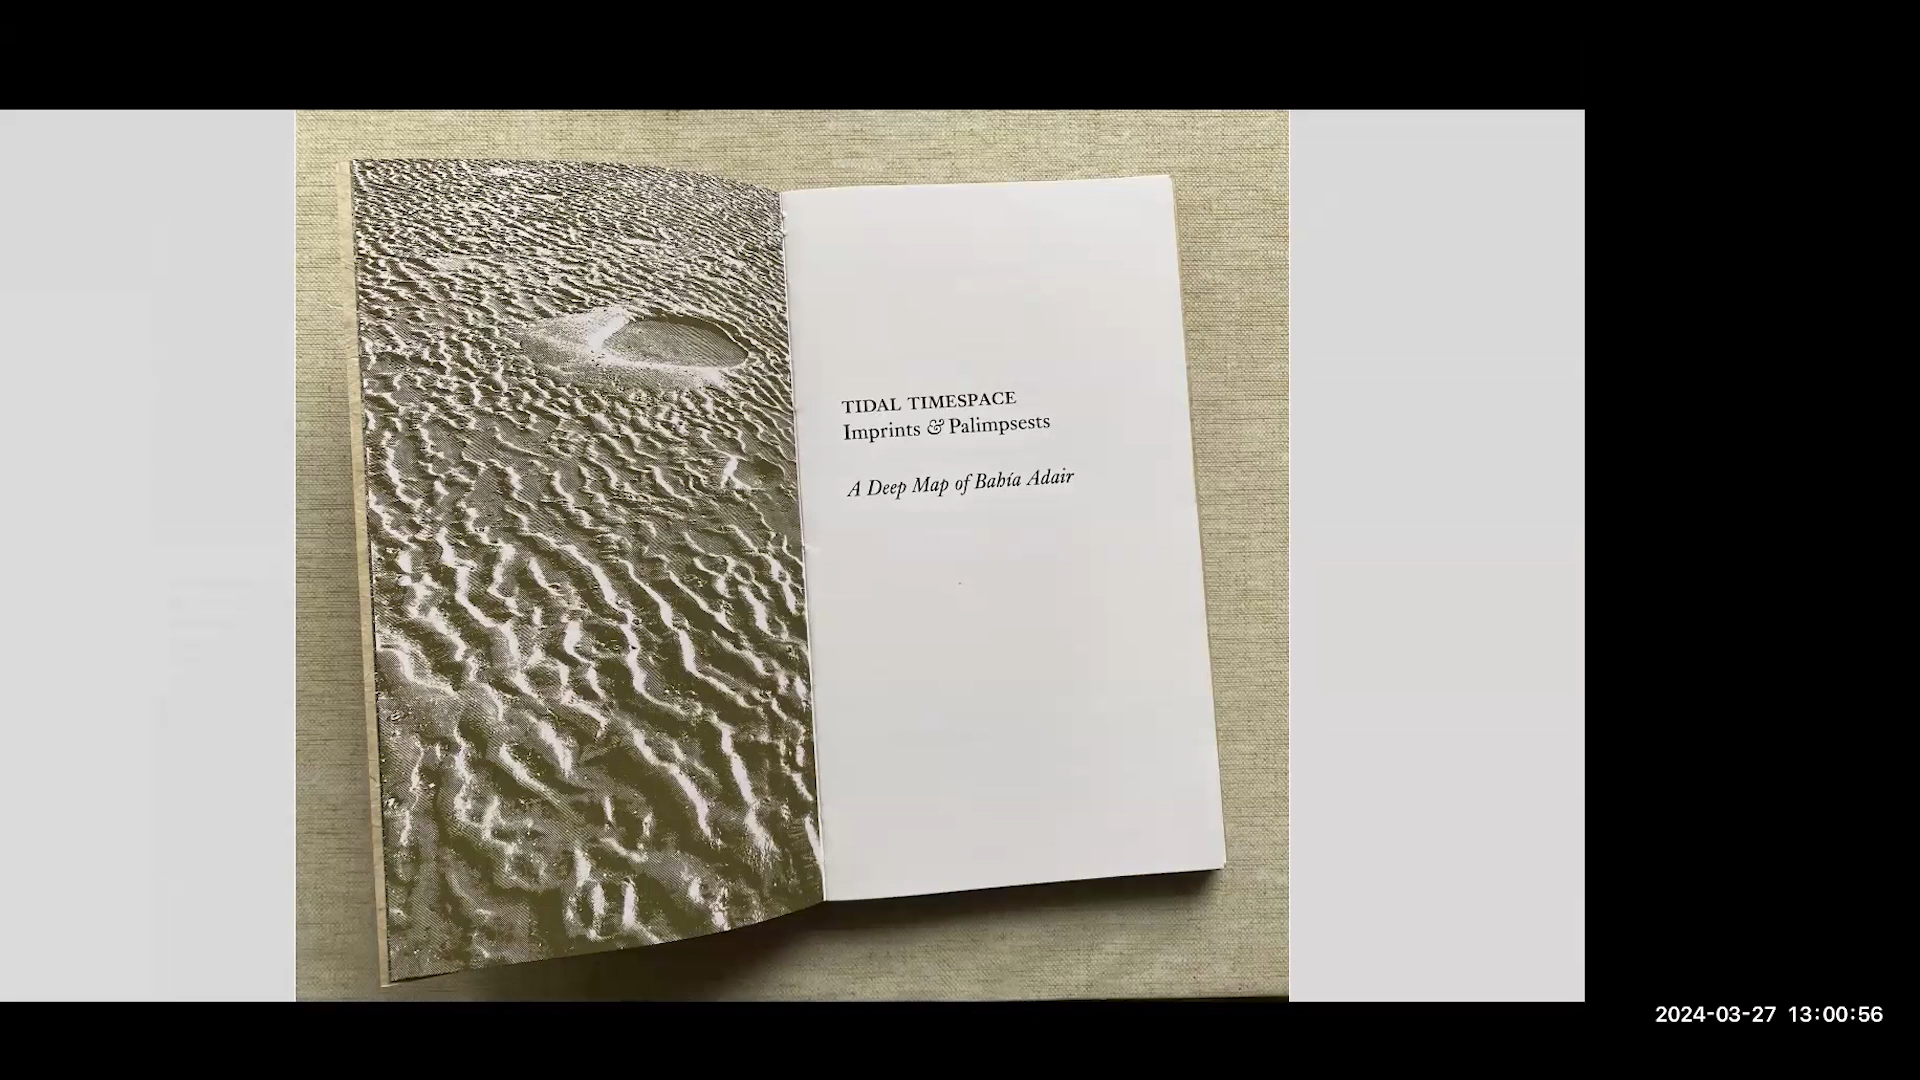 TIDAL TIMESPACE
Imprints & Palimpsests
A Deep Map of Bahía Adair
2024-03-27 13:00:56